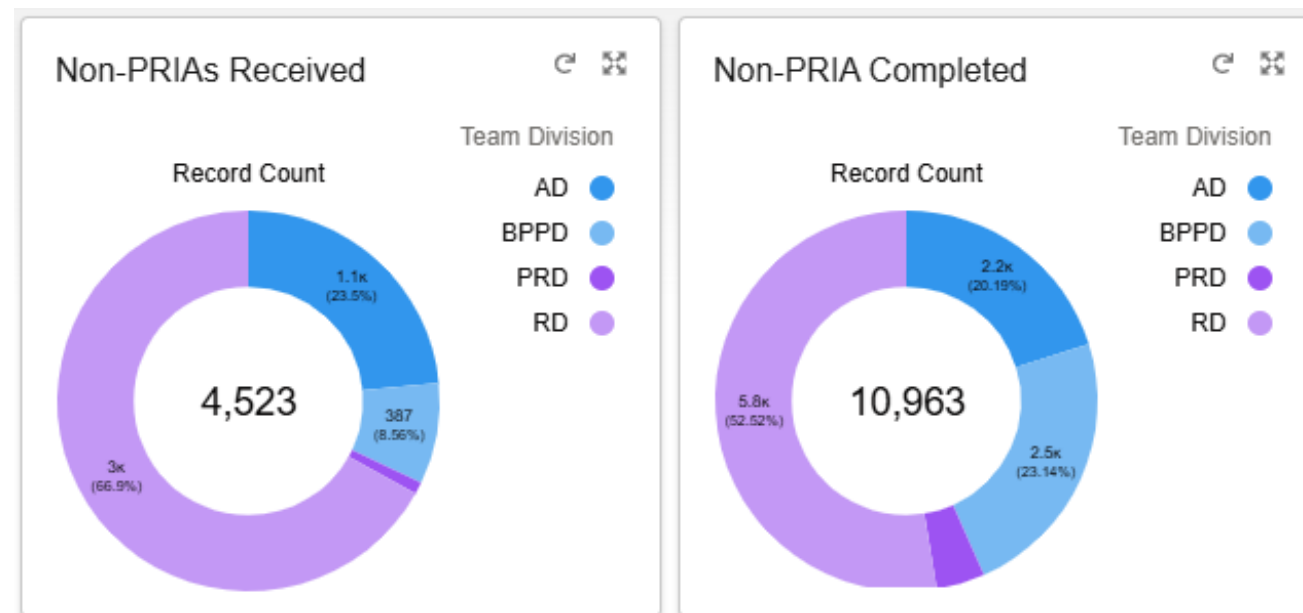 Non-PRIAs Received
Team Division
Record Count
AD
BPPD
PRD
RD
1.1K
(23.5%)
387
(8.56%)
3K
(66.9%)
4,523
Non-PRIA Completed
Team Division
Record Count
AD
BPPD
PRD
RD
2.2K
(20.19%)
2.5K
(23.14%)
5.8K
(52.52%)
10,963